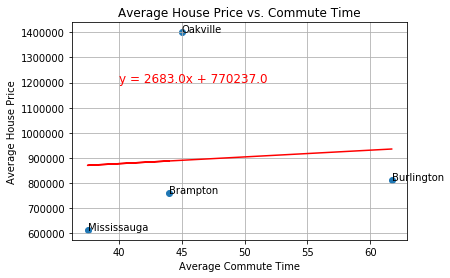 Average House Price vs. Commute Time
1400000
1300000
1200000
1100000
1000000
900000
800000
700000
600000
Average House Price
Oakville
y = 2683.0x + 770237.0
Burlington
Brampton
Mississauga
40 45 50 55 60
Average Commute Time